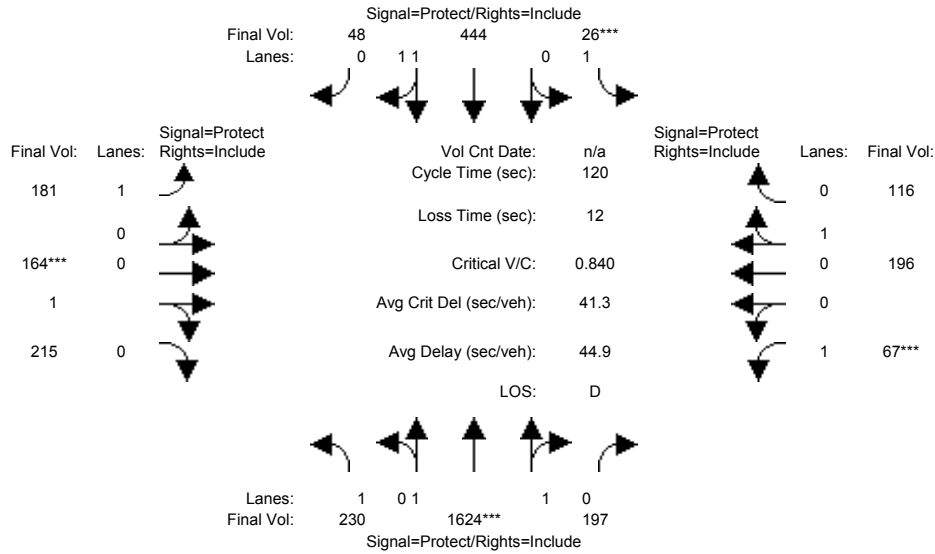 Signal=Protect/Rights=Include
Final Vol: 48 444 26***
Lanes: 0 1 1 0 1
Signal=Protect Signal=Protect
Final Vol: Lanes: Rights=Include Vol Cnt Date: n/a Rights=Include Lanes: Final Vol:
Cycle Time (sec): 120
181 1 0 116
Loss Time (sec): 12
0 1
164*** 0 Critical V/C: 0.840 0 196
1 Avg Crit Del (sec/veh): 41.3 0
215 0 Avg Delay (sec/veh): 44.9 1 67***
LOS: D
Lanes: 1 0 1 1 0
Final Vol: 230 1624*** 197
Signal=Protect/Rights=Include